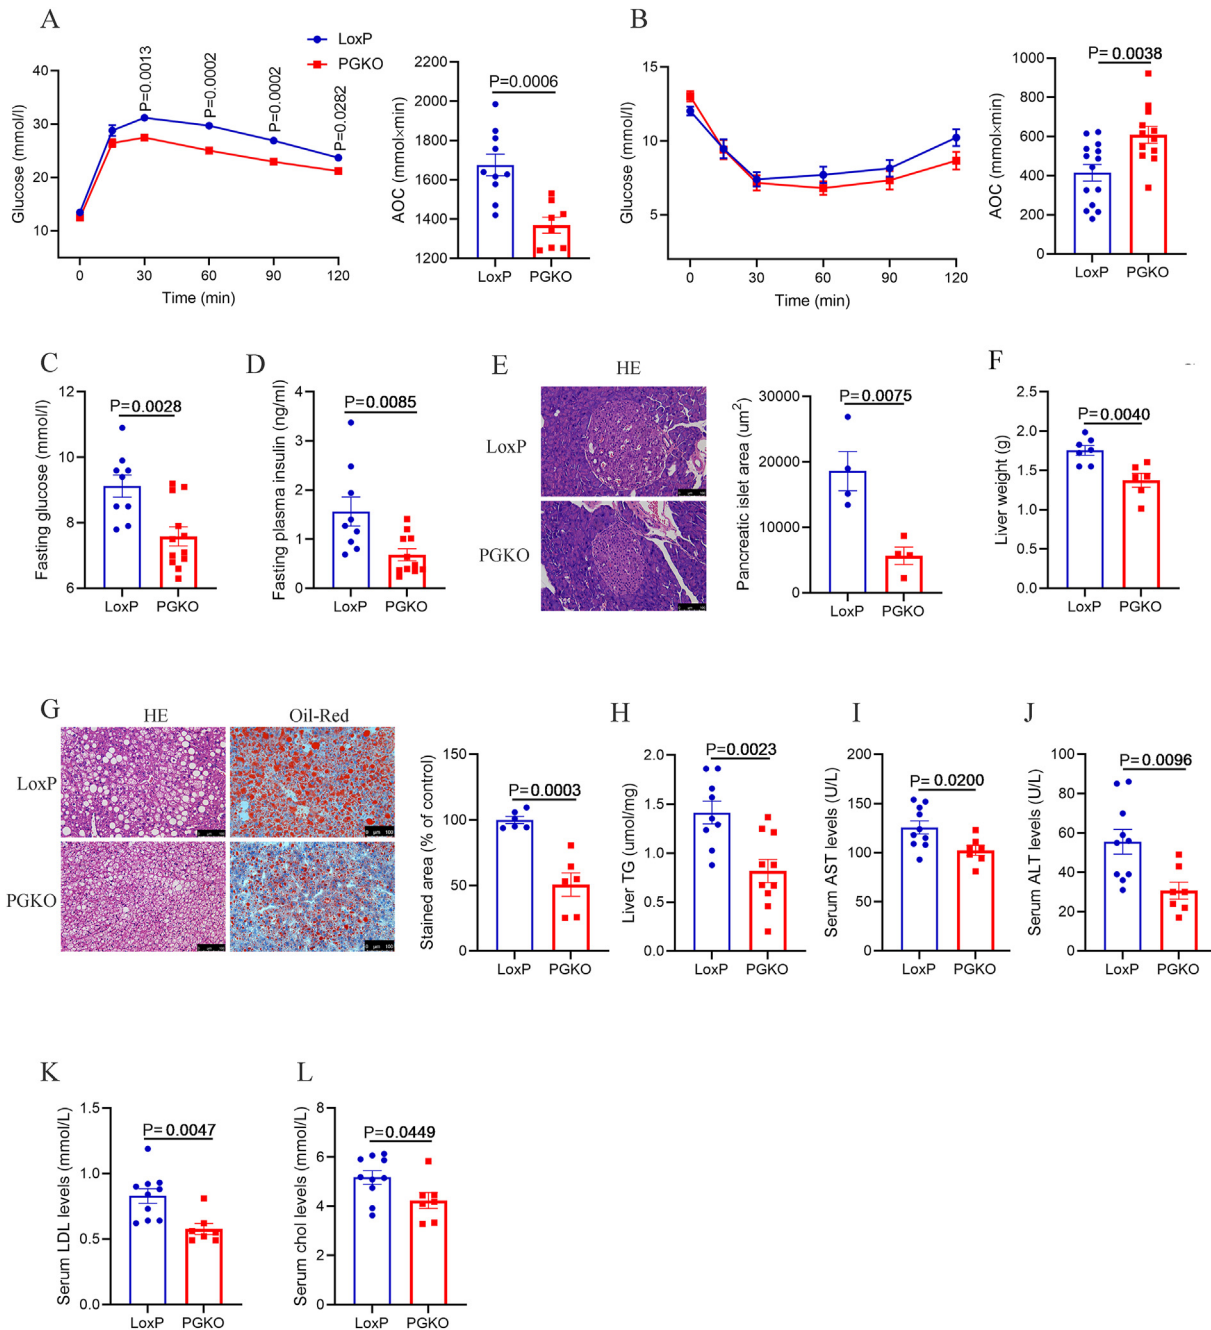 A
LoxP
PGKO
Glucose (mmol/l)
40
30
20
10
P=0.0013
P=0.0002
P=0.0002
P=0.0282
0
30
60
90
120
Time (min)
AOC (mmol×min)
2200
2000
1800
1600
1400
1200
P=0.0006
LoxP
PGKO
B
Glucose (mmol/l)
15
10
5
0
30
60
90
120
Time (min)
AOC (mmol×min)
1000
800
600
400
200
0
P= 0.0038
LoxP
PGKO
C
Fasting glucose (mmol/l)
12
10
8
6
P=0.0028
LoxP
PGKO
D
Fasting plasma insulin (ng/ml)
4
3
2
1
0
P=0.0085
LoxP
PGKO
E
HE
LoxP
PGKO
Pancreatic islet area (um²)
30000
20000
10000
0
P= 0.0075
LoxP
PGKO
F
Liver weight (g)
2.5
2.0
1.5
1.0
0.5
0.0
P=0.0040
LoxP
PGKO
G
HE
Oil-Red
LoxP
PGKO
0 µm 100
0 µm 100
Stained area (% of control)
150
100
50
0
P=0.0003
LoxP
PGKO
H
Liver TG (umol/mg)
2.0
1.5
1.0
0.5
0.0
P=0.0023
LoxP
PGKO
I
Serum AST levels (U/L)
200
150
100
50
0
P= 0.0200
LoxP
PGKO
J
Serum ALT levels (U/L)
100
80
60
40
20
0
P= 0.0096
LoxP
PGKO
K
Serum LDL levels (mmol/L)
1.5
1.0
0.5
0.0
P= 0.0047
LoxP
PGKO
L
Serum chol levels (mmol/L)
8
6
4
2
0
P=0.0449
LoxP
PGKO